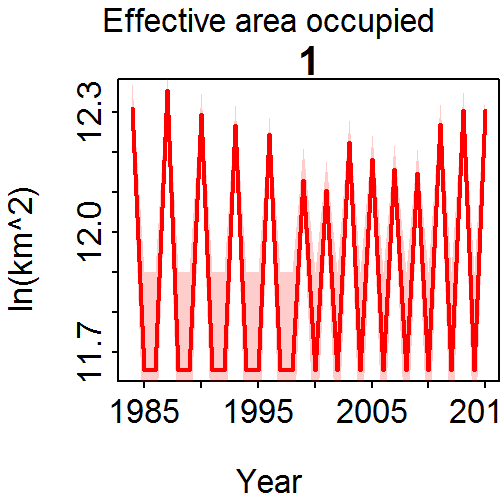 Effective area occupied
1
12.3
12.0
11.7
ln(km^2)
1985 1995 2005 201
Year